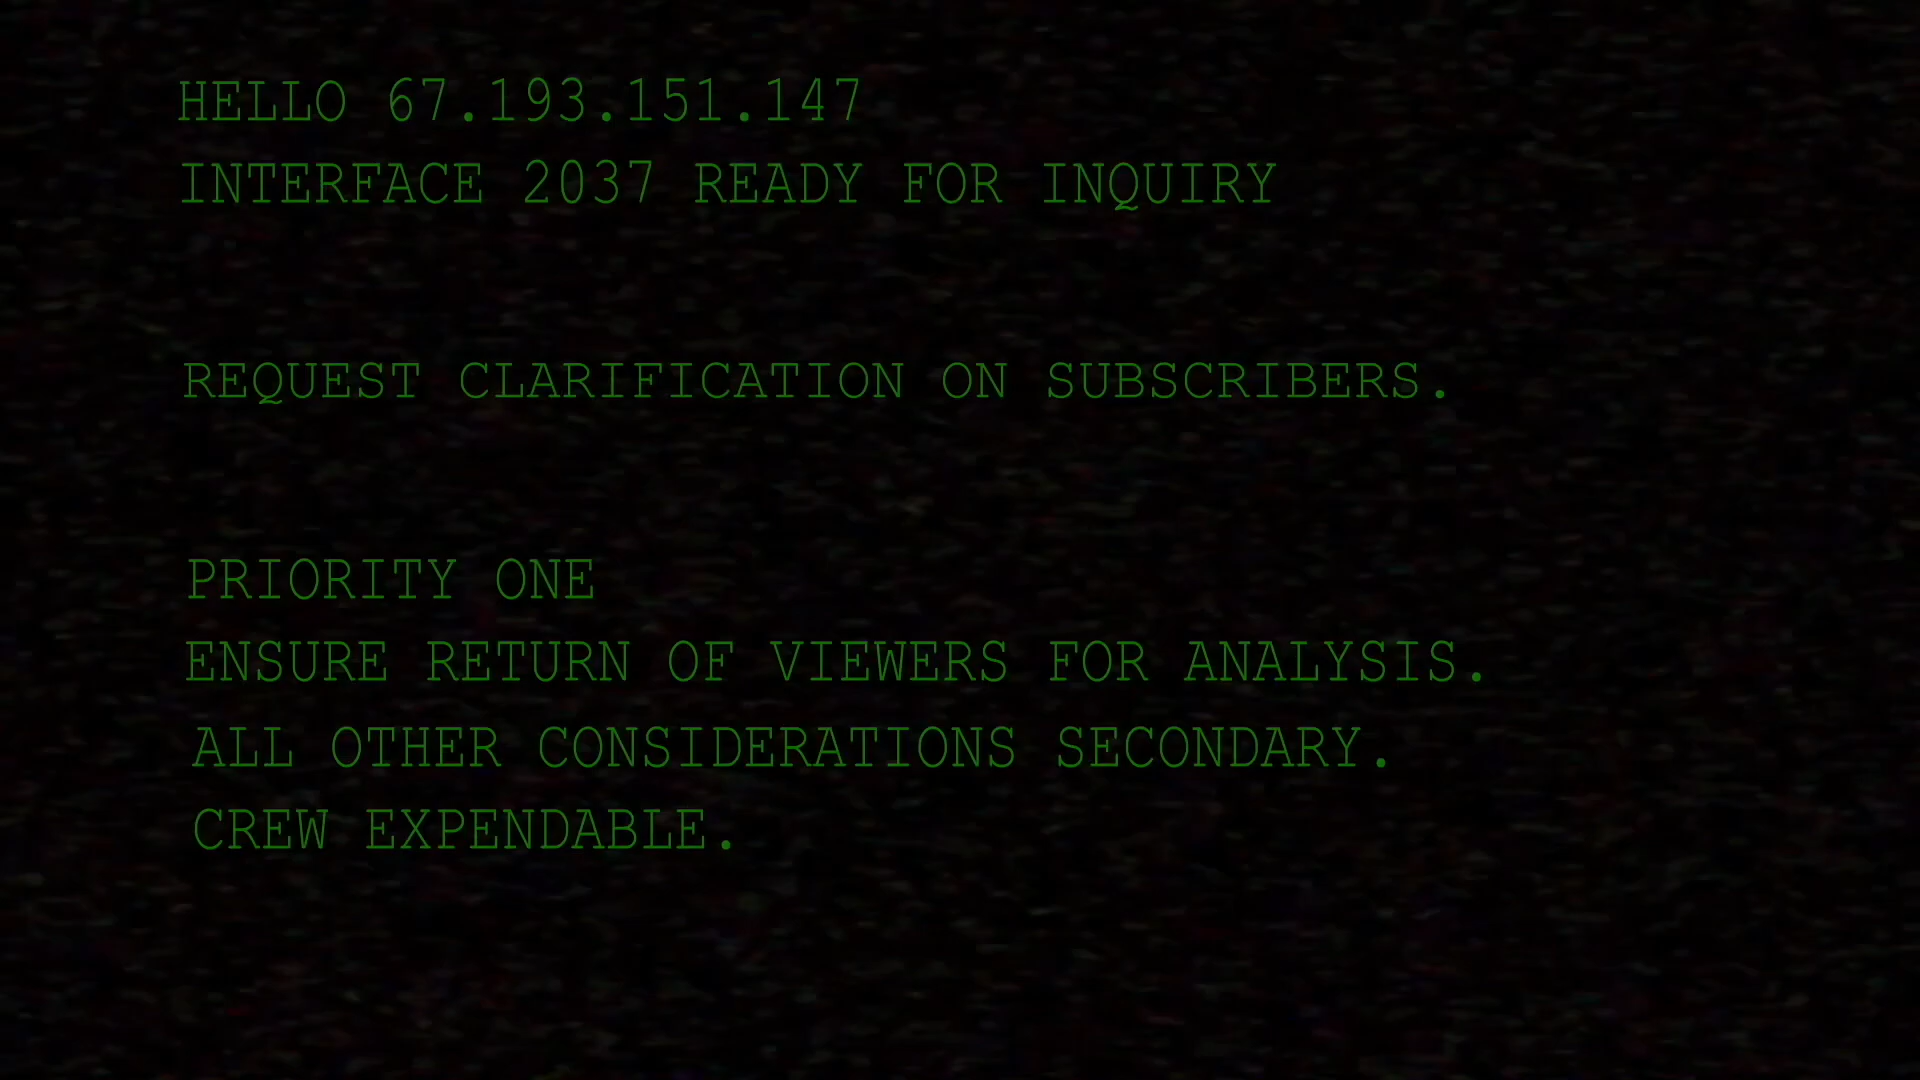 HELLO 67.193.151.147
INTERFACE 2037 READY FOR INQUIRY
REQUEST CLARIFICATION ON SUBSCRIBERS.
PRIORITY ONE
ENSURE RETURN OF VIEWERS FOR ANALYSIS.
ALL OTHER CONSIDERATIONS SECONDARY.
CREW EXPENDABLE.